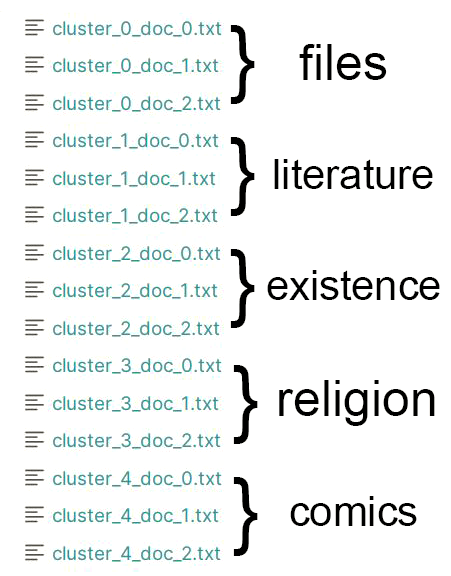 cluster_0_doc_0.txt
cluster_0_doc_1.txt
cluster_0_doc_2.txt
files
cluster_1_doc_0.txt
cluster_1_doc_1.txt
cluster_1_doc_2.txt
literature
cluster_2_doc_0.txt
cluster_2_doc_1.txt
cluster_2_doc_2.txt
existence
cluster_3_doc_0.txt
cluster_3_doc_1.txt
cluster_3_doc_2.txt
religion
cluster_4_doc_0.txt
cluster_4_doc_1.txt
cluster_4_doc_2.txt
comics